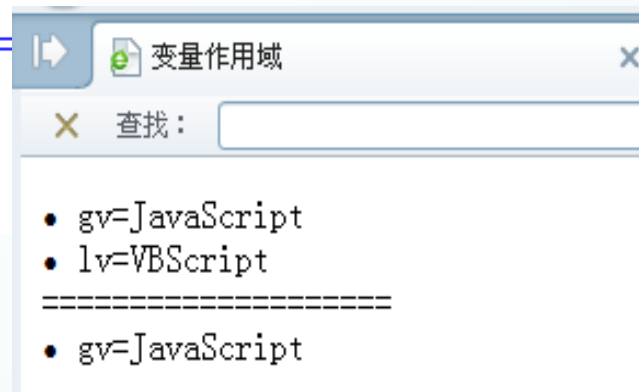 变量作用域
查找：
• gv=JavaScript
• lv=VBScript
====================
• gv=JavaScript